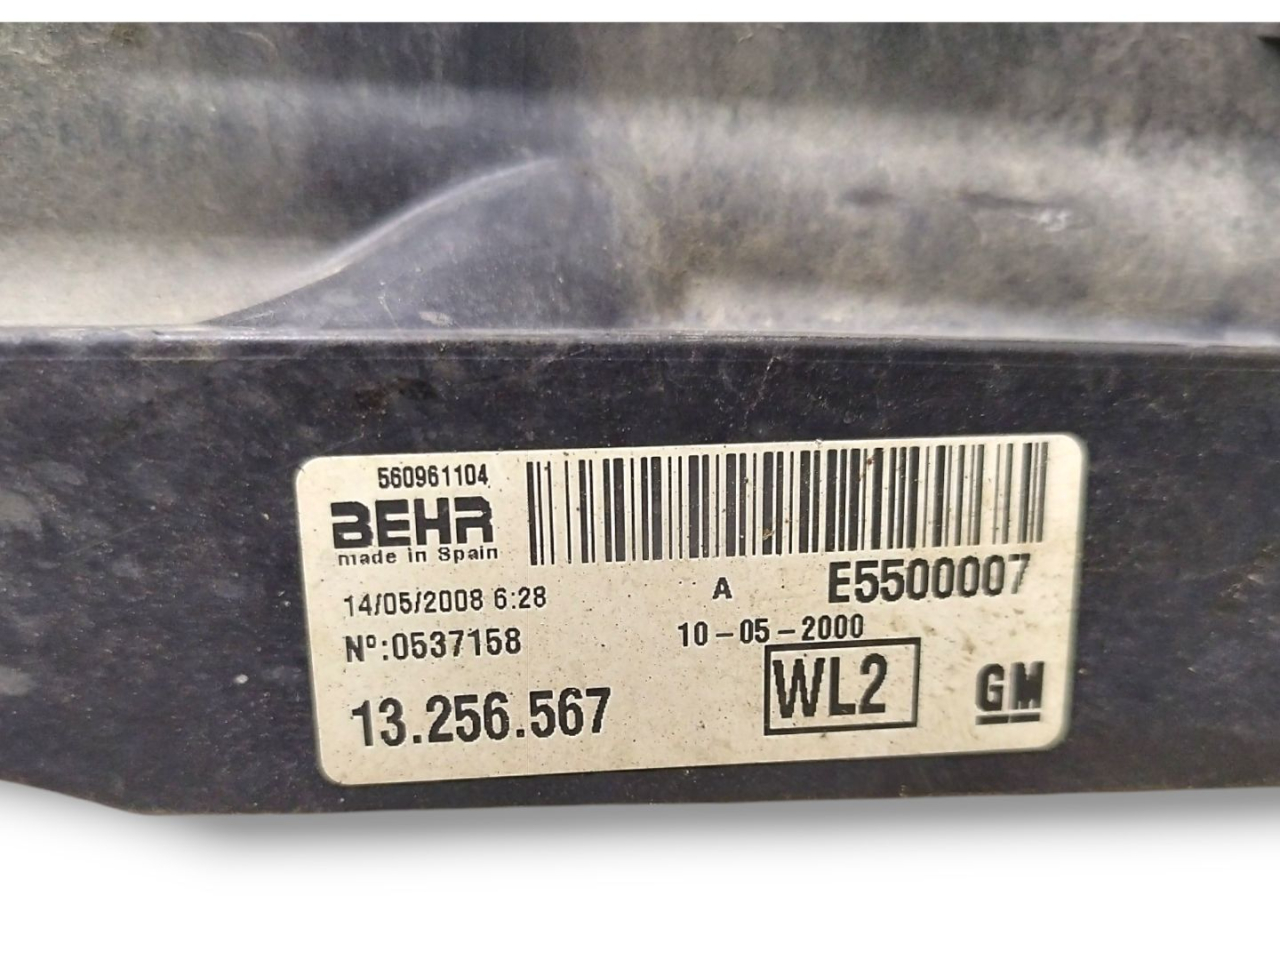 560961104
BEHR
made in Spain
14/05/2008 6:28
A
E5500007
Nº:0537158
10-05-2000
13.256.567
WL2
GM